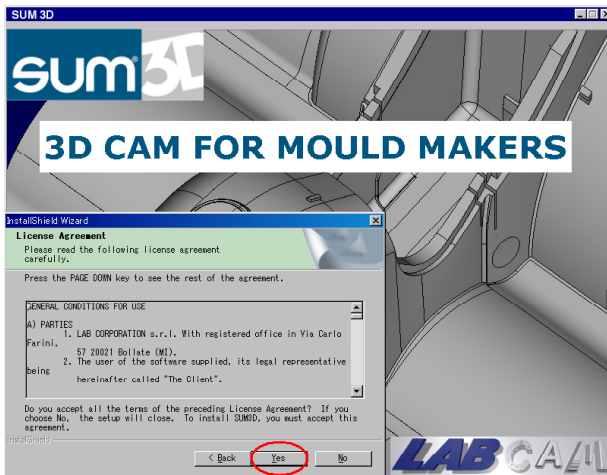 SUM 3D
sum3D
3D CAM FOR MOULD MAKERS
InstallShield Wizard
License Agreement
Please read the following license agreement
carefully.
Press the PAGE DOWN key to see the rest of the agreement.
GENERAL CONDITIONS FOR USE
A) PARTIES
1. LAB CORPORATION s.r.l. With registered office in Via Carlo
Farini,
57 20021 Bollate (MI).
2. The user of the software supplied, its legal representative
being
hereinafter called "The Client".
Do you accept all the terms of the preceding License Agreement? If you
choose No, the setup will close. To install SUM3D, you must accept this
agreement.
InstallShield
< Back Yes No
LABCAM